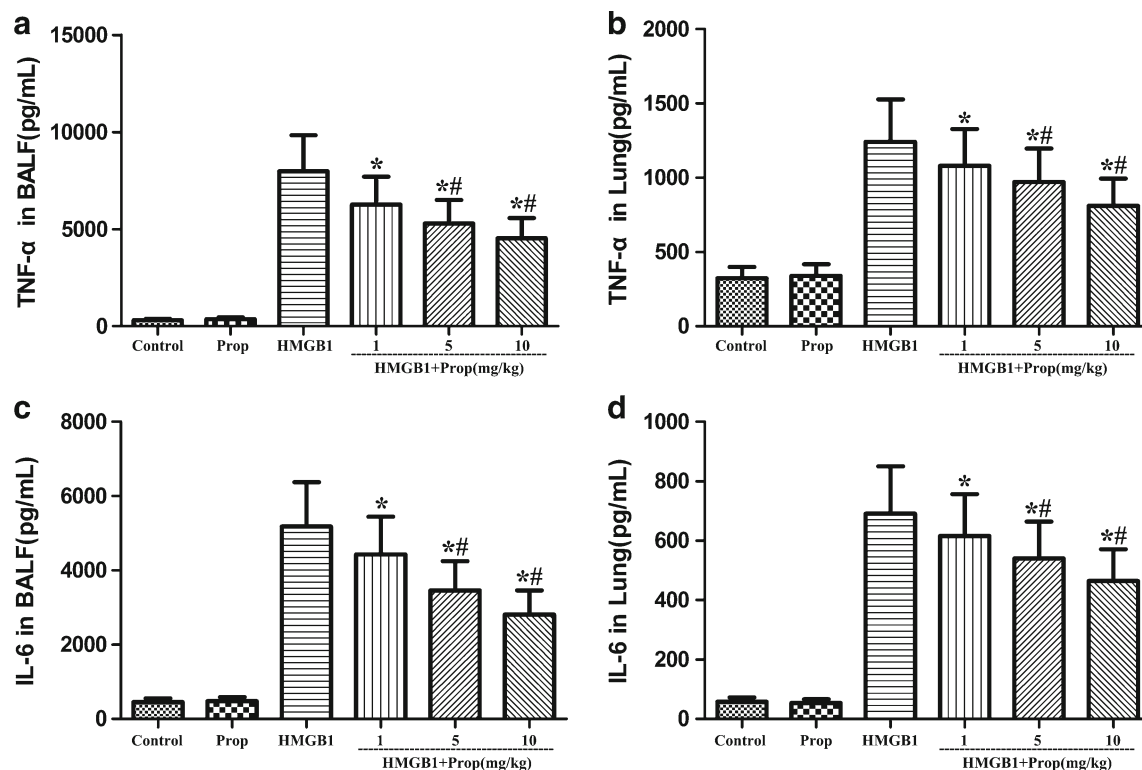 a
TNF-α in BALF(pg/mL)
15000
10000
5000
0
* *# *#
Control Prop HMGB1 1 5 10
HMGB1+Prop(mg/kg)
b
TNF-α in Lung(pg/mL)
2000
1500
1000
500
0
* *# *#
Control Prop HMGB1 1 5 10
HMGB1+Prop(mg/kg)
c
IL-6 in BALF(pg/mL)
8000
6000
4000
2000
0
* *# *#
Control Prop HMGB1 1 5 10
HMGB1+Prop(mg/kg)
d
IL-6 in Lung(pg/mL)
1000
800
600
400
200
0
* *# *#
Control Prop HMGB1 1 5 10
HMGB1+Prop(mg/kg)